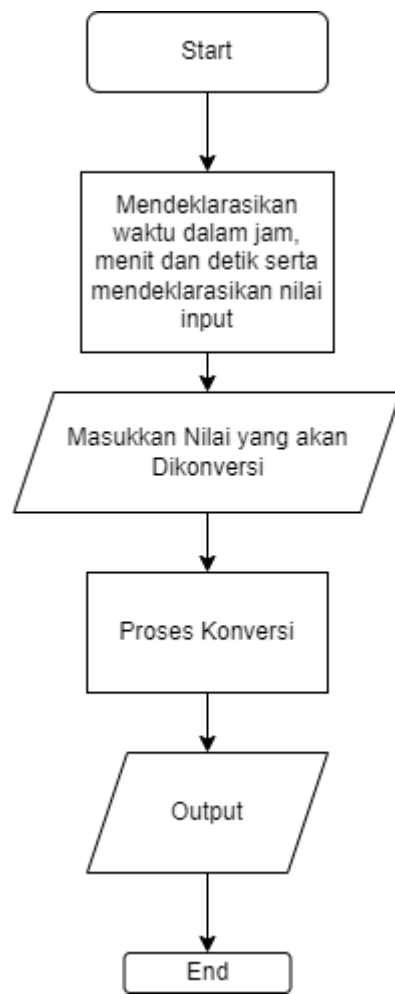 Start
Mendeklarasikan
waktu dalam jam,
menit dan detik serta
mendeklarasikan nilai
input
Masukkan Nilai yang akan
Dikonversi
Proses Konversi
Output
End